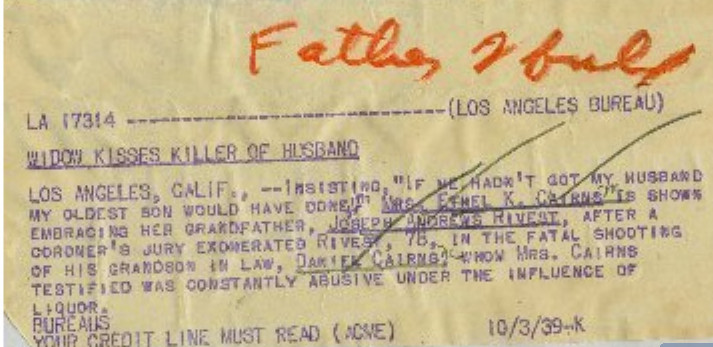 Father
LA 17314 ---------------------------------(LOS ANGELES BUREAU)
WIDOW KISSES KILLER OF HUSBAND
LOS ANGELES, CALIF., --INSISTING, "IF HE HADN'T GOT MY HUSBAND
MY OLDEST SON WOULD HAVE DONE," MRS. ETHEL K. CAIRNS IS SHOWN
EMBRACING HER GRANDFATHER, JOSEPH ANDREWS RIVEST, AFTER A
CORONER'S JURY EXONERATED RIVEST, 78, IN THE FATAL SHOOTING
OF HIS GRANDSON IN LAW, DANIEL CAIRNS, WHOM MRS. CAIRNS
TESTIFIED WAS CONSTANTLY ABUSIVE UNDER THE INFLUENCE OF
LIQUOR.
BUREAUS
YOUR CREDIT LINE MUST READ (ACME) 10/3/39-K